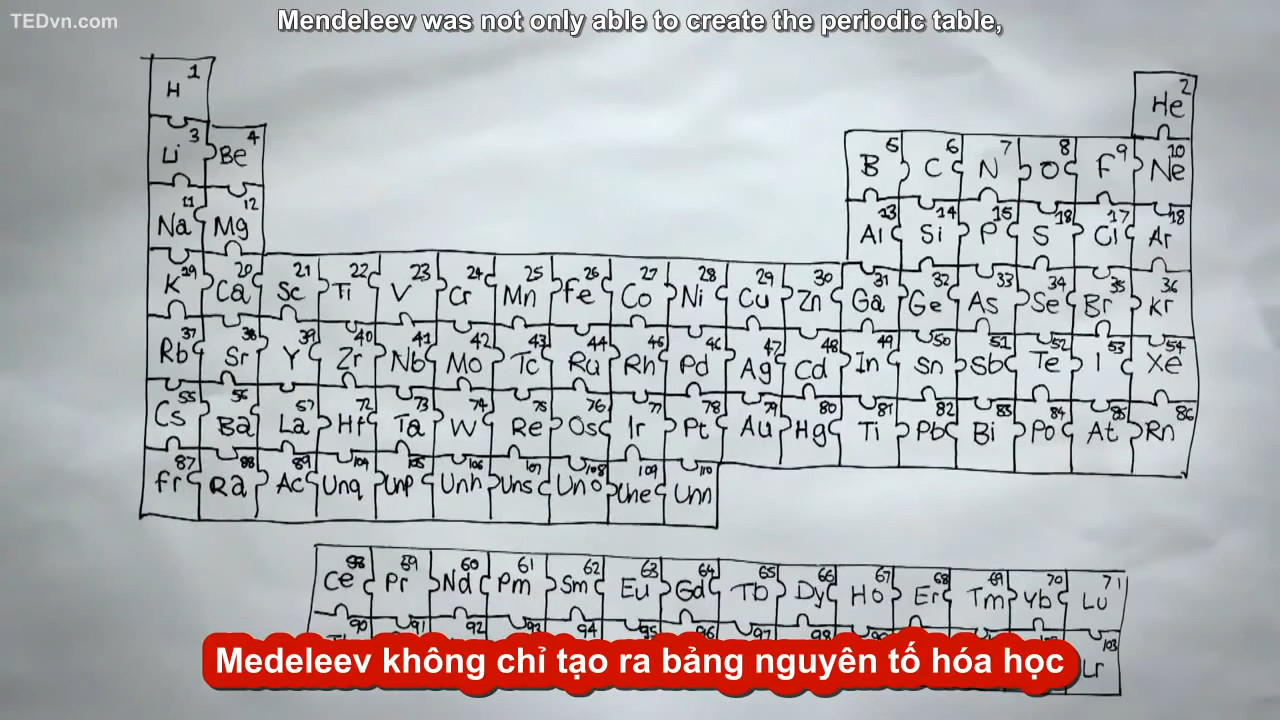 TEDvn.com
Mendeleev was not only able to create the periodic table,
1 2
H He
3 4 5 6 7 8 9 10
Li Be B C N O F Ne
11 12 13 14 15 16 17 18
Na Mg Al Si P S Cl Ar
19 20 21 22 23 24 25 26 27 28 29 30 31 32 33 34 35 36
K Ca Sc Ti V Cr Mn Fe Co Ni Cu Zn Ga Ge As Se Br Kr
37 38 39 40 41 42 43 44 45 46 47 48 49 50 51 52 53 54
Rb Sr Y Zr Nb Mo Tc Ru Rh Pd Ag Cd In Sn Sb Te I Xe
55 56 57 72 73 74 75 76 77 78 79 80 81 82 83 84 85 86
Cs Ba La Hf Ta W Re Os Ir Pt Au Hg Ti Pb Bi Po At Rn
87 88 89 104 105 106 107 108 109 110
Fr Ra Ac Unq Unp Unh Uns Uno Une Unn
58 59 60 61 62 63 64 65 66 67 68 69 70 71
Ce Pr Nd Pm Sm Eu Gd Tb Dy Ho Er Tm Yb Lu
90 91 92 94 95 96 97 98 103
Lr
Medeleev không chỉ tạo ra bảng nguyên tố hóa học